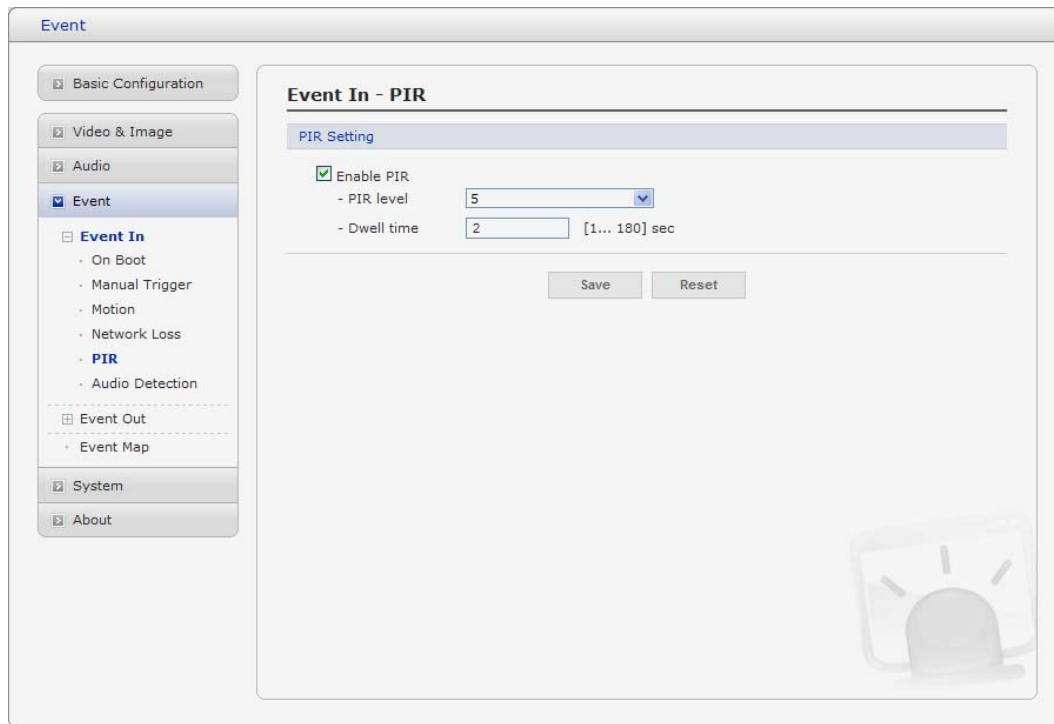 Event
Basic Configuration
Video & Image
Audio
Event
Event In
On Boot
Manual Trigger
Motion
Network Loss
PIR
Audio Detection
Event Out
Event Map
System
About
Event In - PIR
PIR Setting
Enable PIR
- PIR level 5
- Dwell time 2 [1... 180] sec
Save Reset